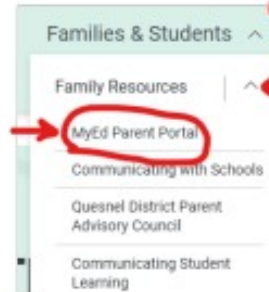 Families & Students
Family Resources
MyEd Parent Portal
Communicating with Schools
Quesnel District Parent
Advisory Council
Communicating Student
Learning